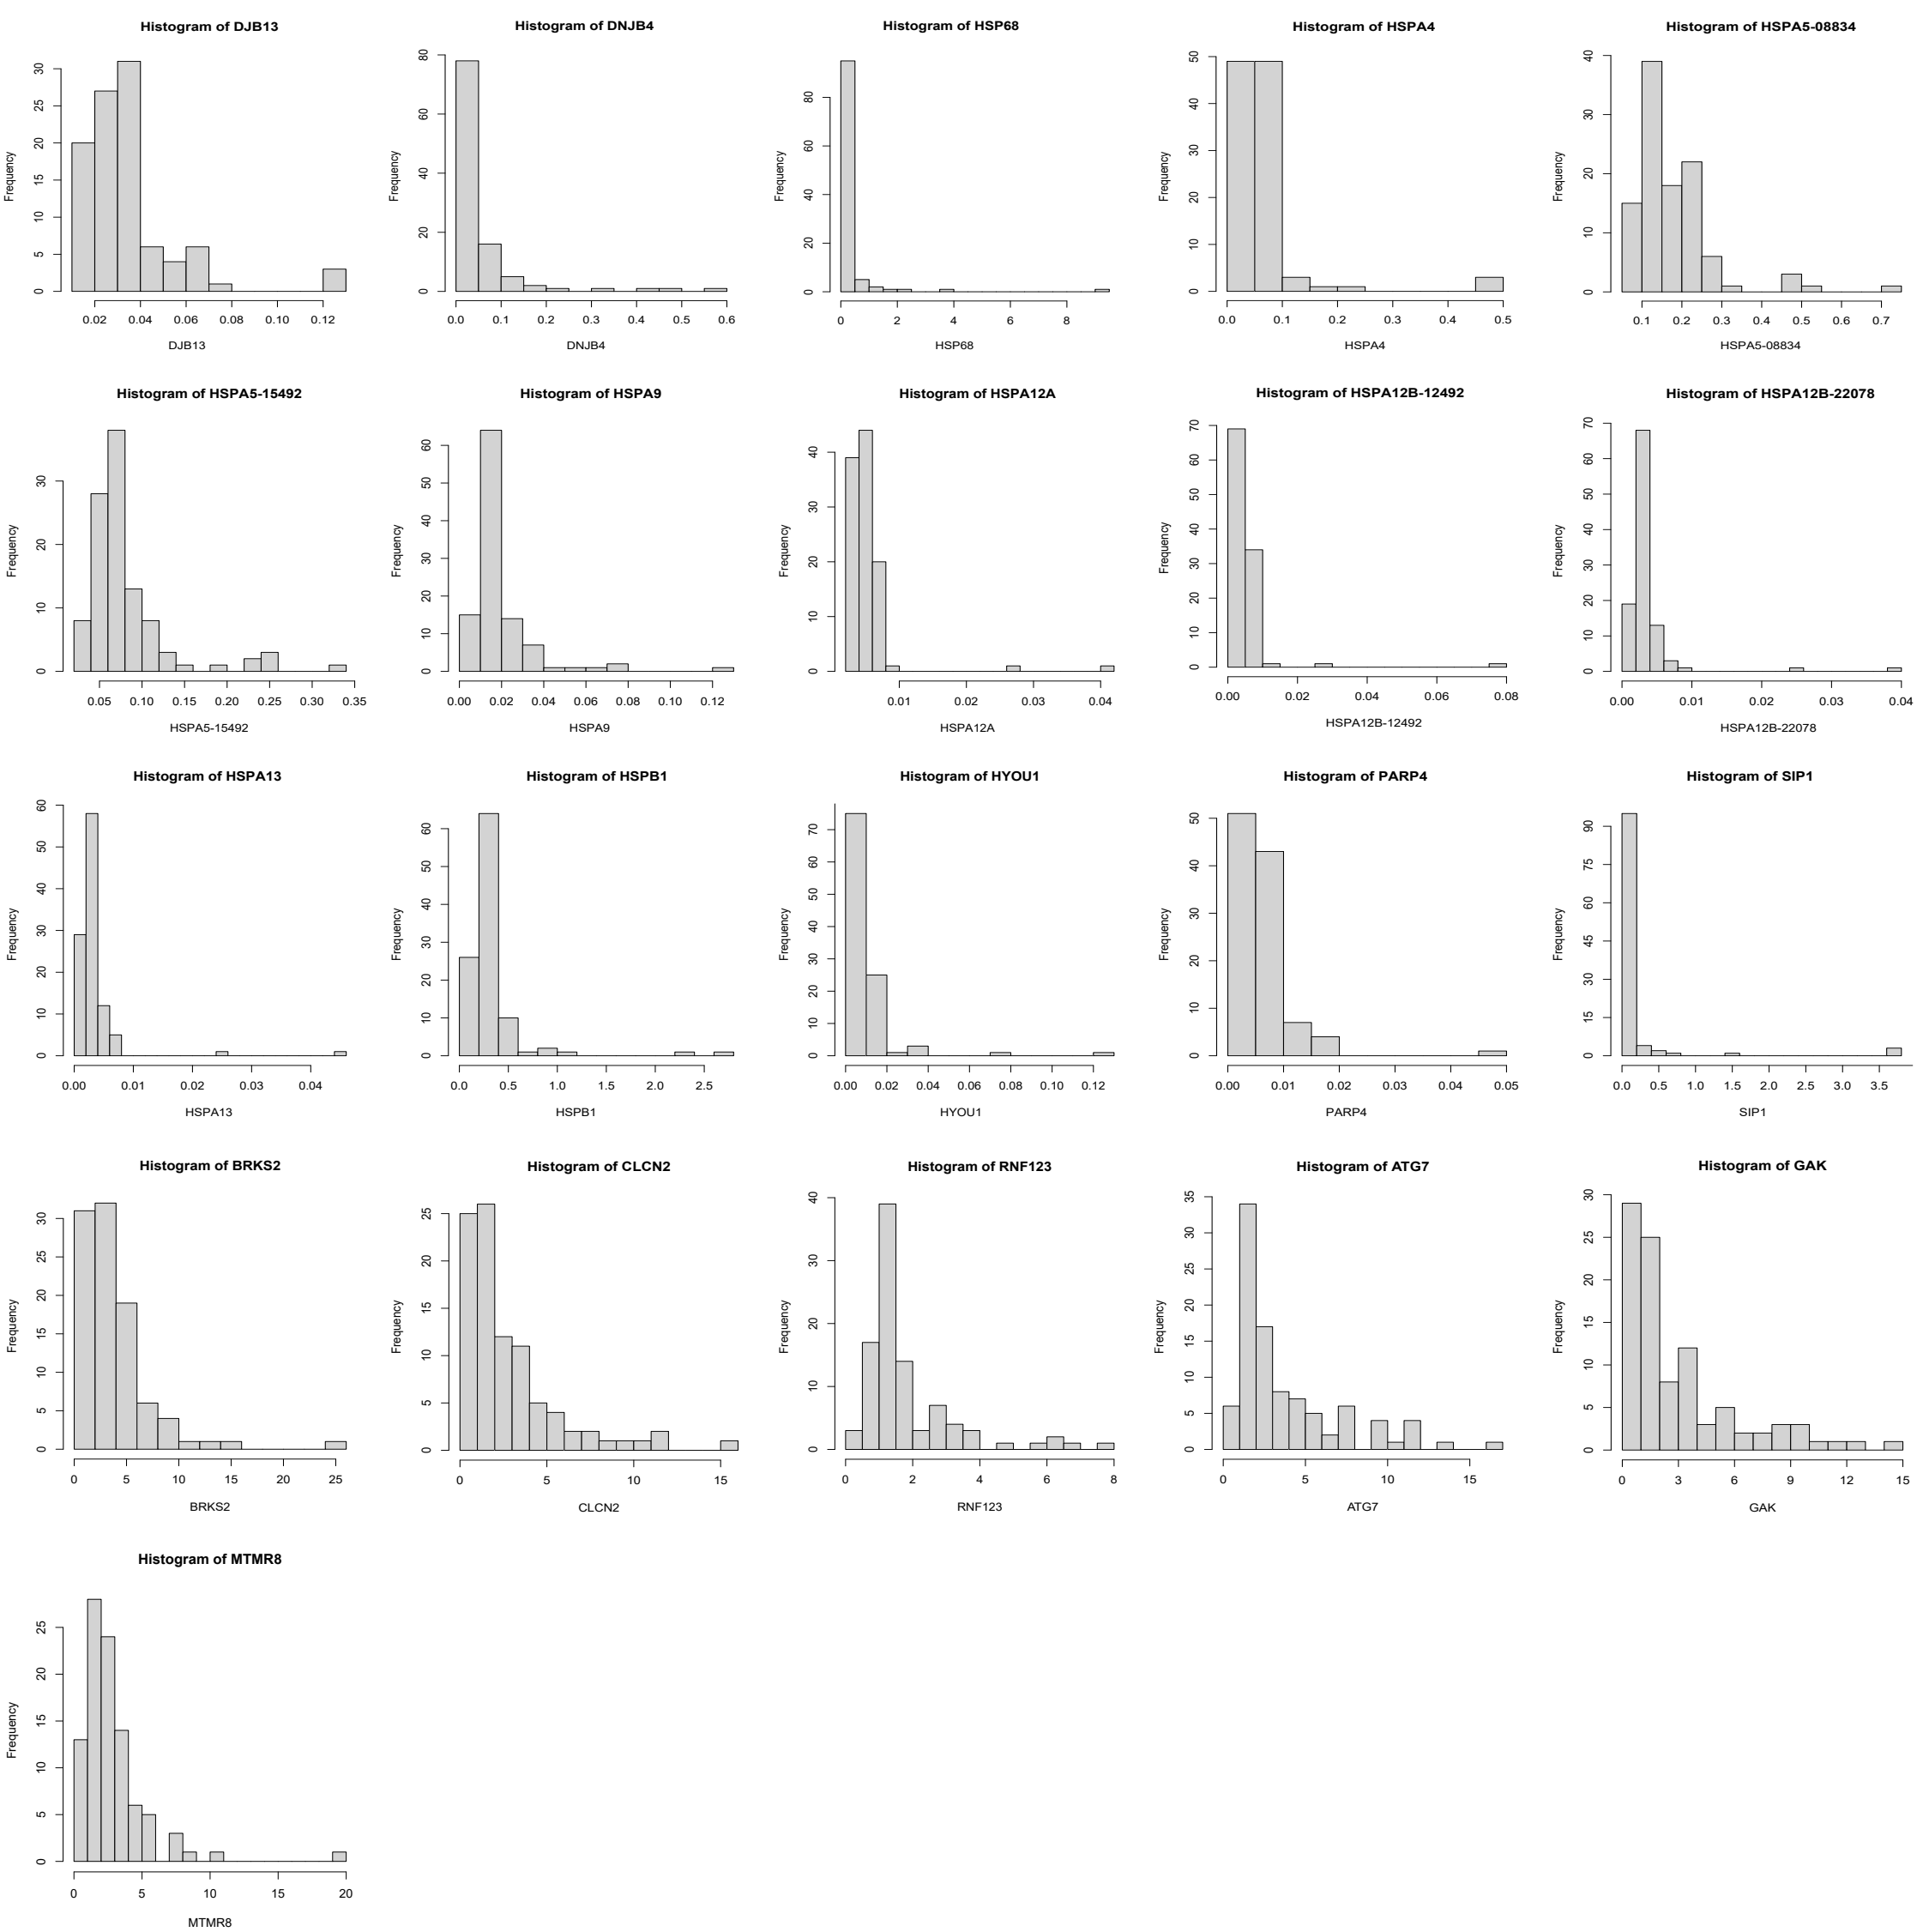 Histogram of DJB13
Frequency
0 5 10 15 20 25 30
0.02 0.04 0.06 0.08 0.10 0.12
DJB13
Histogram of DNJB4
Frequency
0 20 40 60 80
0.0 0.1 0.2 0.3 0.4 0.5 0.6
DNJB4
Histogram of HSP68
Frequency
0 20 40 60 80
0 2 4 6 8
HSP68
Histogram of HSPA4
Frequency
0 10 20 30 40 50
0.0 0.1 0.2 0.3 0.4 0.5
HSPA4
Histogram of HSPA5-08834
Frequency
0 10 20 30 40
0.1 0.2 0.3 0.4 0.5 0.6 0.7
HSPA5-08834
Histogram of HSPA5-15492
Frequency
0 10 20 30
0.05 0.10 0.15 0.20 0.25 0.30 0.35
HSPA5-15492
Histogram of HSPA9
Frequency
0 10 20 30 40 50 60
0.00 0.02 0.04 0.06 0.08 0.10 0.12
HSPA9
Histogram of HSPA12A
Frequency
0 10 20 30 40
0.01 0.02 0.03 0.04
HSPA12A
Histogram of HSPA12B-12492
Frequency
0 10 20 30 40 50 60 70
0.00 0.02 0.04 0.06 0.08
HSPA12B-12492
Histogram of HSPA12B-22078
Frequency
0 10 20 30 40 50 60 70
0.00 0.01 0.02 0.03 0.04
HSPA12B-22078
Histogram of HSPA13
Frequency
0 10 20 30 40 50 60
0.00 0.01 0.02 0.03 0.04
HSPA13
Histogram of HSPB1
Frequency
0 10 20 30 40 50 60
0.0 0.5 1.0 1.5 2.0 2.5
HSPB1
Histogram of HYOU1
Frequency
0 10 20 30 40 50 60 70
0.00 0.02 0.04 0.06 0.08 0.10 0.12
HYOU1
Histogram of PARP4
Frequency
0 10 20 30 40 50
0.00 0.01 0.02 0.03 0.04 0.05
PARP4
Histogram of SIP1
Frequency
0 15 30 45 60 75 90
0.0 0.5 1.0 1.5 2.0 2.5 3.0 3.5
SIP1
Histogram of BRKS2
Frequency
0 5 10 15 20 25 30
0 5 10 15 20 25
BRKS2
Histogram of CLCN2
Frequency
0 5 10 15 20 25
0 5 10 15
CLCN2
Histogram of RNF123
Frequency
0 10 20 30 40
0 2 4 6 8
RNF123
Histogram of ATG7
Frequency
0 5 10 15 20 25 30 35
0 5 10 15
ATG7
Histogram of GAK
Frequency
0 5 10 15 20 25 30
0 3 6 9 12 15
GAK
Histogram of MTMR8
Frequency
0 5 10 15 20 25
0 5 10 15 20
MTMR8